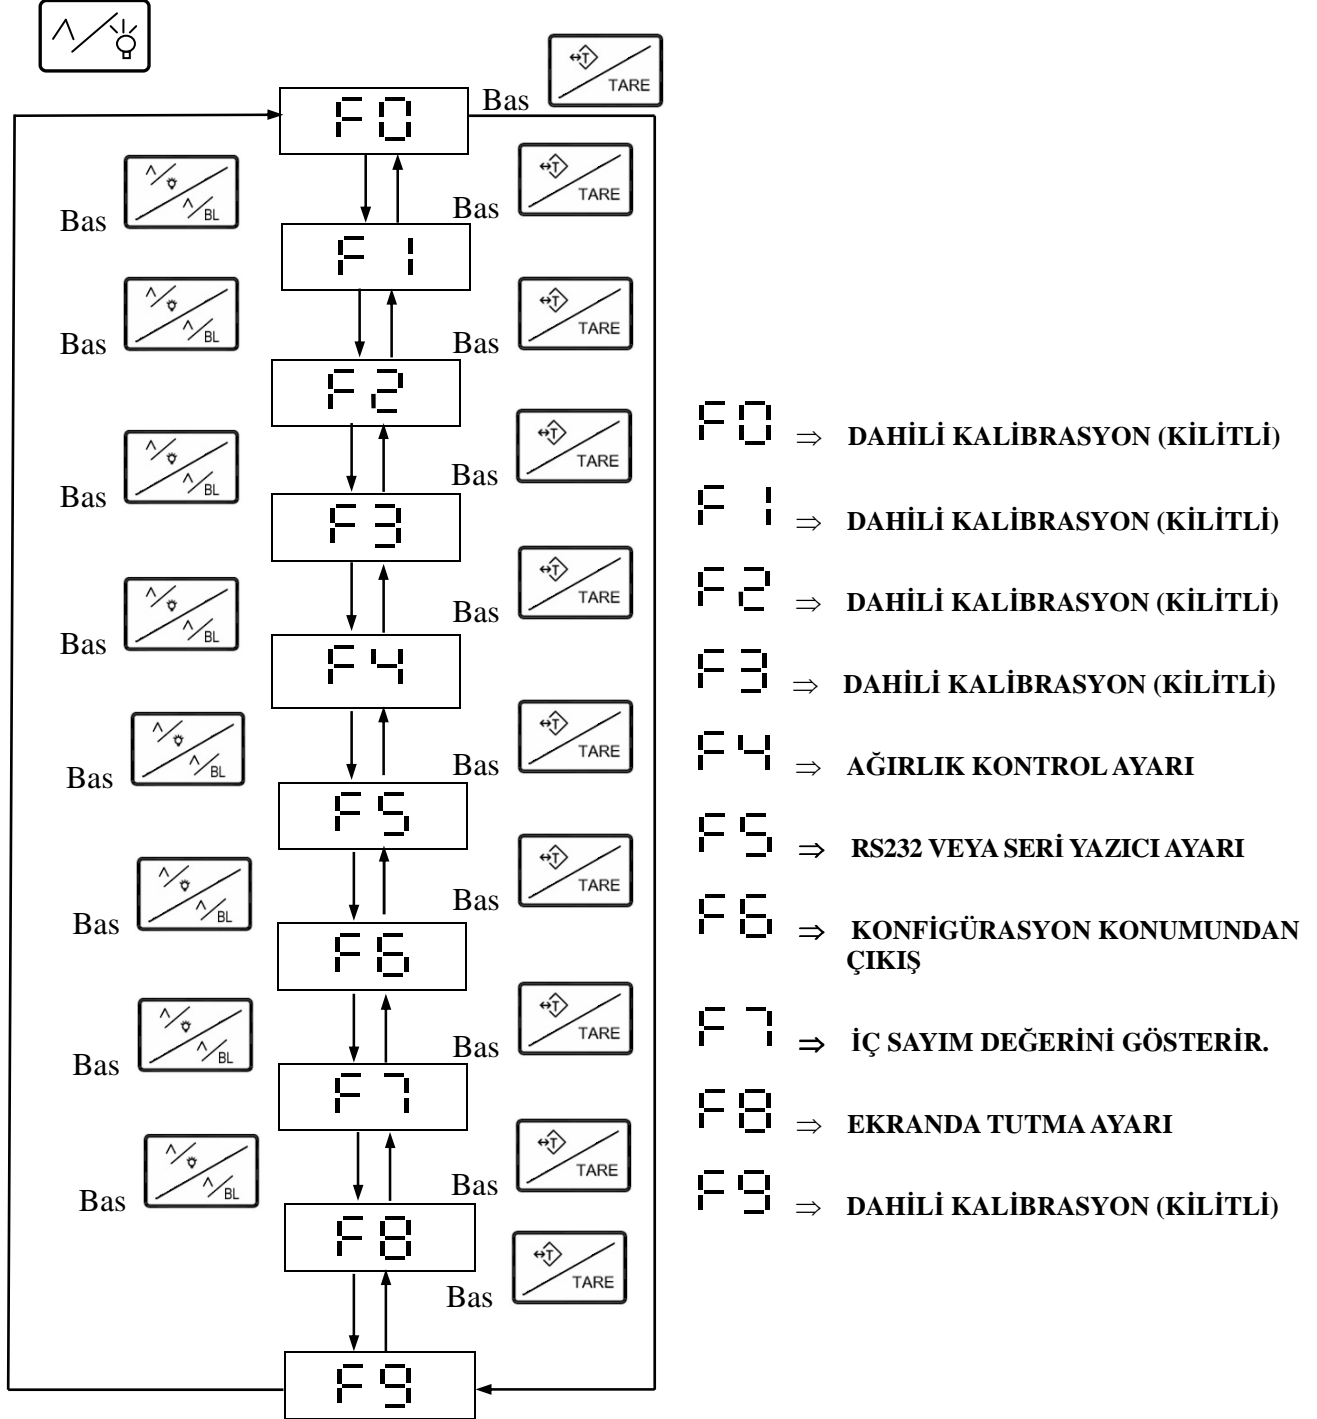 Bas TARE
F0
Bas ^/BL Bas TARE
F1
Bas ^/BL Bas TARE
F2
Bas ^/BL Bas TARE
F3
Bas ^/BL Bas TARE
F4
Bas ^/BL Bas TARE
F5
Bas ^/BL Bas TARE
F6
Bas ^/BL Bas TARE
F7
Bas ^/BL Bas TARE
F8
Bas TARE
F9
F0 ⇒ DAHİLİ KALİBRASYON (KİLİTLİ)
F1 ⇒ DAHİLİ KALİBRASYON (KİLİTLİ)
F2 ⇒ DAHİLİ KALİBRASYON (KİLİTLİ)
F3 ⇒ DAHİLİ KALİBRASYON (KİLİTLİ)
F4 ⇒ AĞIRLIK KONTROL AYARI
F5 ⇒ RS232 VEYA SERİ YAZICI AYARI
F6 ⇒ KONFİGÜRASYON KONUMUNDAN
ÇIKIŞ
F7 ⇒ İÇ SAYIM DEĞERİNİ GÖSTERİR.
F8 ⇒ EKRANDA TUTMA AYARI
F9 ⇒ DAHİLİ KALİBRASYON (KİLİTLİ)